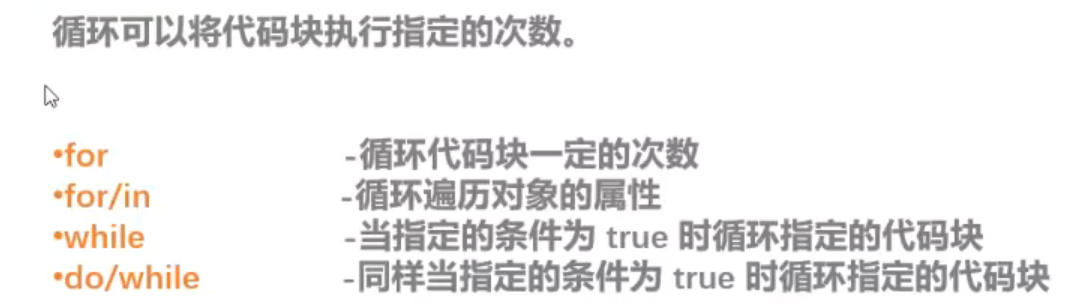 循环可以将代码块执行指定的次数。
•for -循环代码块一定的次数
•for/in -循环遍历对象的属性
•while -当指定的条件为 true 时循环指定的代码块
•do/while -同样当指定的条件为 true 时循环指定的代码块